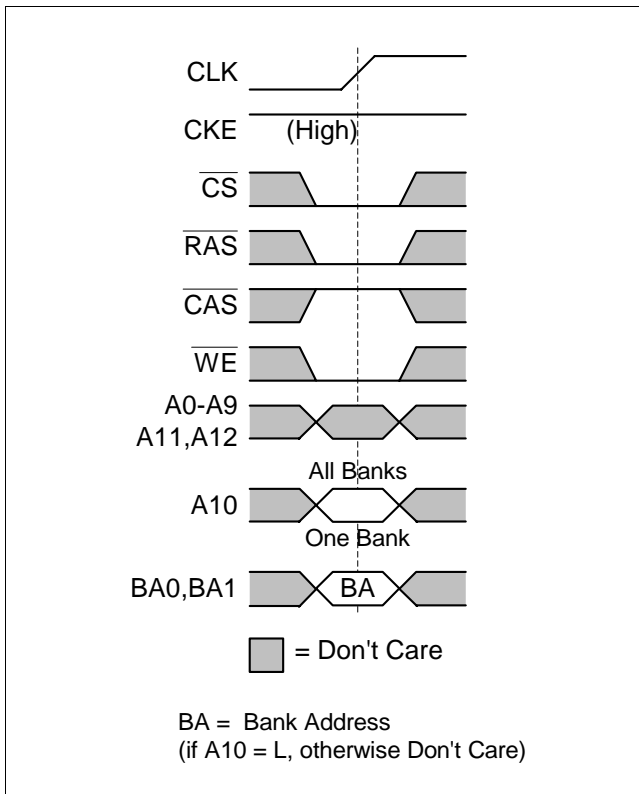 CLK
CKE (High)
CS
RAS
CAS
WE
A0-A9
A11,A12
All Banks
A10
One Bank
BA0,BA1 BA
= Don't Care
BA = Bank Address
(if A10 = L, otherwise Don't Care)